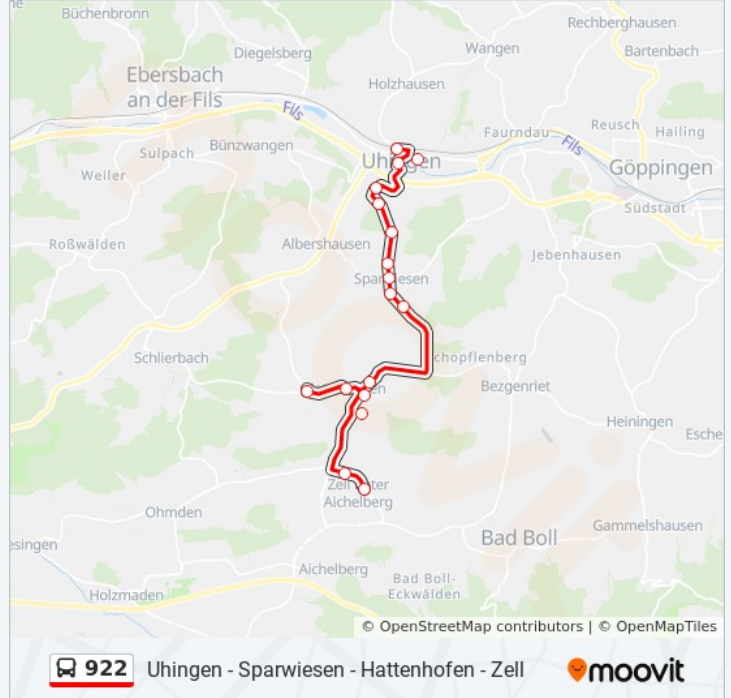 Büchenbronn
Rechberghausen
Diegelsberg
Wangen
Bartenbach
Ebersbach
an der Fils
Holzhausen
Fils
Faurndau
Reusch
Hailing
Bünzwangen
Sulpach
Uhingen
Fils
Göppingen
Weiler
Südstadt
Roßwälden
Albershausen
Jebenhausen
Sparwiesen
Schlierbach
chopflenberg
en
Bezgenriet
Heiningen
Esche
Zell unter
Aichelberg
Ohmden
Bad Boll
Gammelshausen
esingen
Aichelberg
Bad Boll-
Eckwälden
Holzmaden
© OpenStreetMap contributors | © OpenMapTiles
922 Uhingen - Sparwiesen - Hattenhofen - Zell
moovit